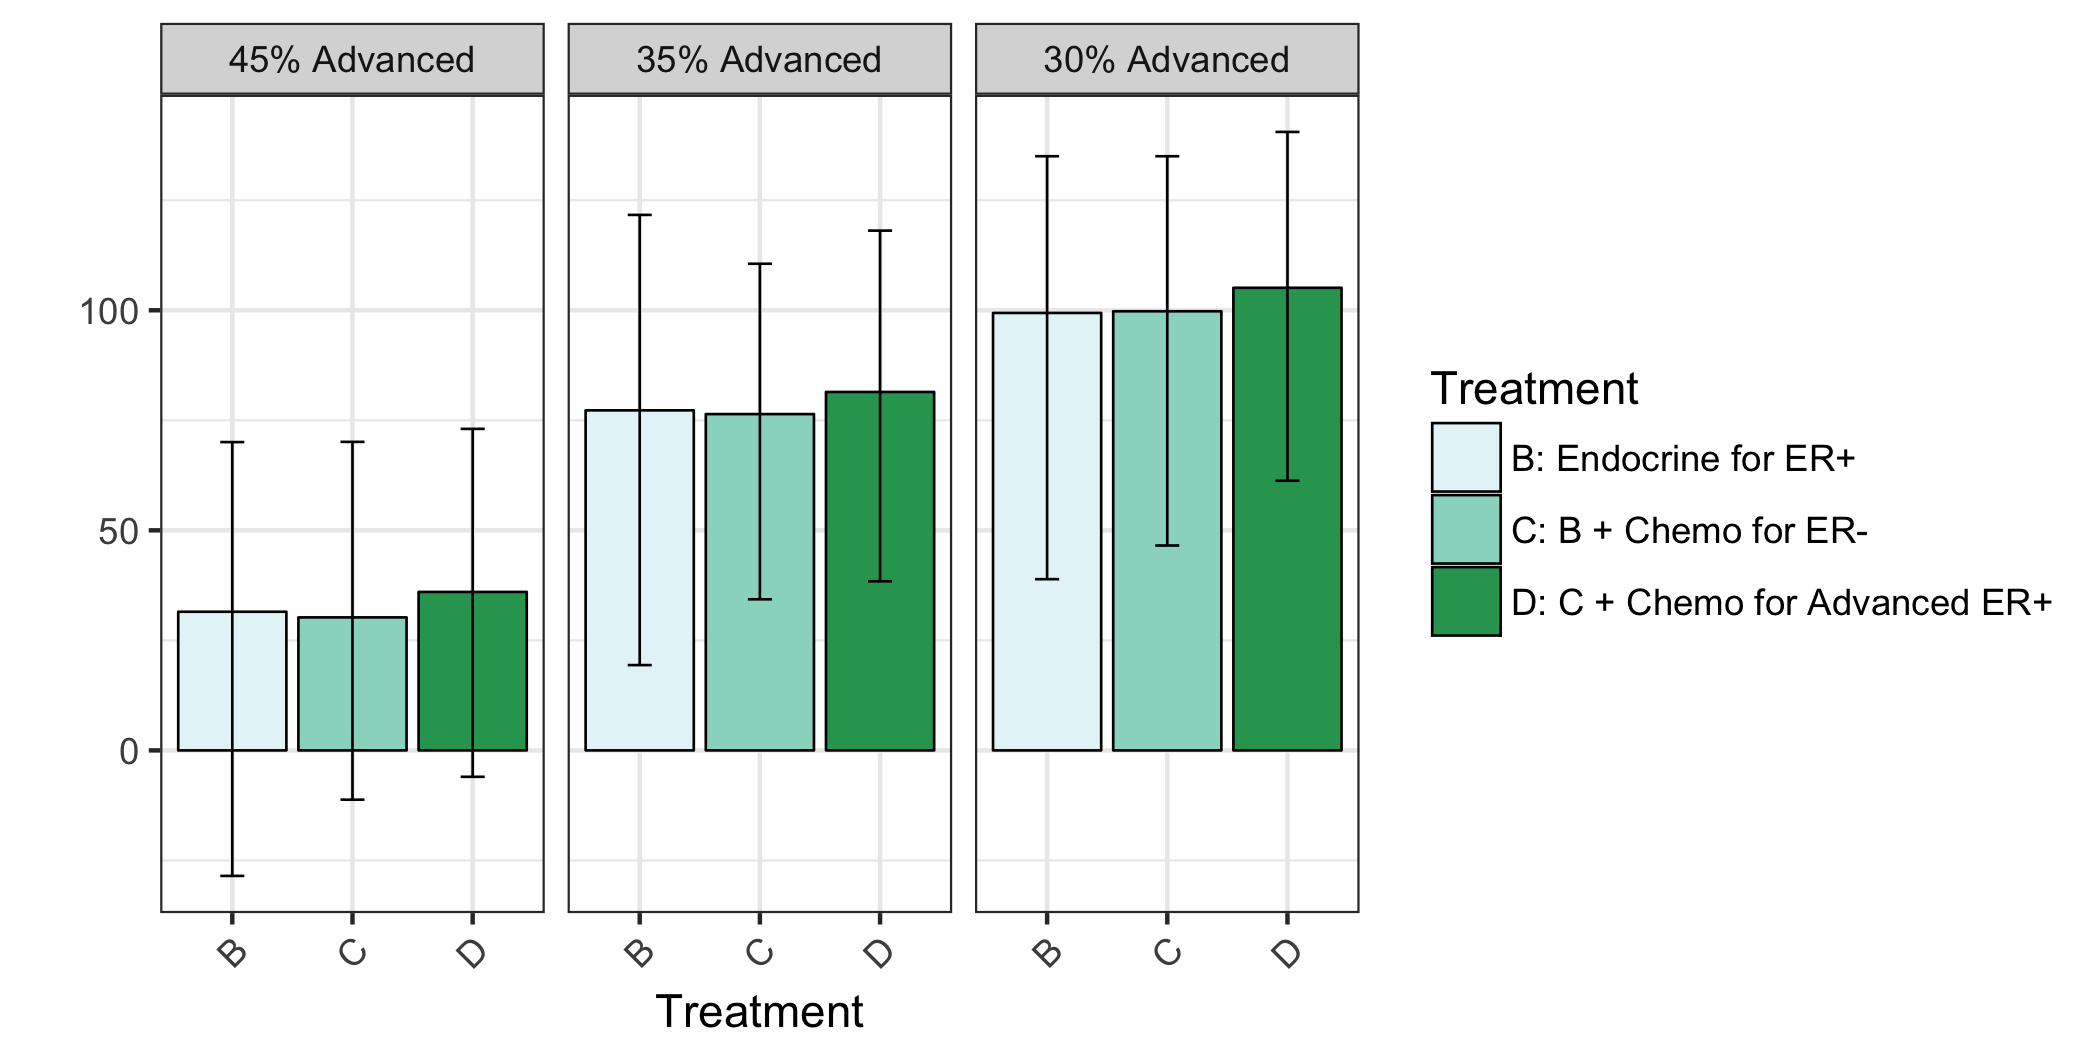 45% Advanced
35% Advanced
30% Advanced
100
50
0
B
C
D
B
C
D
B
C
D
Treatment
Treatment
B: Endocrine for ER+
C: B + Chemo for ER-
D: C + Chemo for Advanced ER+